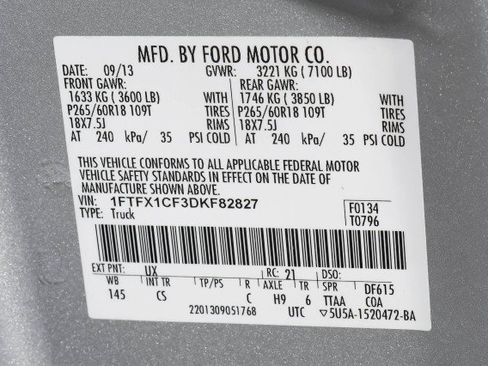 MFD. BY FORD MOTOR CO.
DATE: 09/13 GVWR: 3221 KG (7100 LB)
FRONT GAWR: REAR GAWR:
1633 KG (3600 LB) WITH 1746 KG (3850 LB) WITH
P265/60R18 109T TIRES P265/60R18 109T TIRES
18X7.5J RIMS 18X7.5J RIMS
AT 240 kPa/ 35 PSI COLD AT 240 kPa/ 35 PSI COLD
THIS VEHICLE CONFORMS TO ALL APPLICABLE FEDERAL MOTOR
VEHICLE SAFETY STANDARDS IN EFFECT ON THE DATE OF
MANUFACTURE SHOWN ABOVE.
VIN: 1FTFX1CF3DKF82827 F0134
TYPE: Truck T0796
EXT PNT: UX RC: 21 DSO:
WB INT TR TP/PS R AXLE TR SPR DF615
145 CS C H9 6 TTAA COA
2201309051768 UTC ▽5U5A-1520472-BA